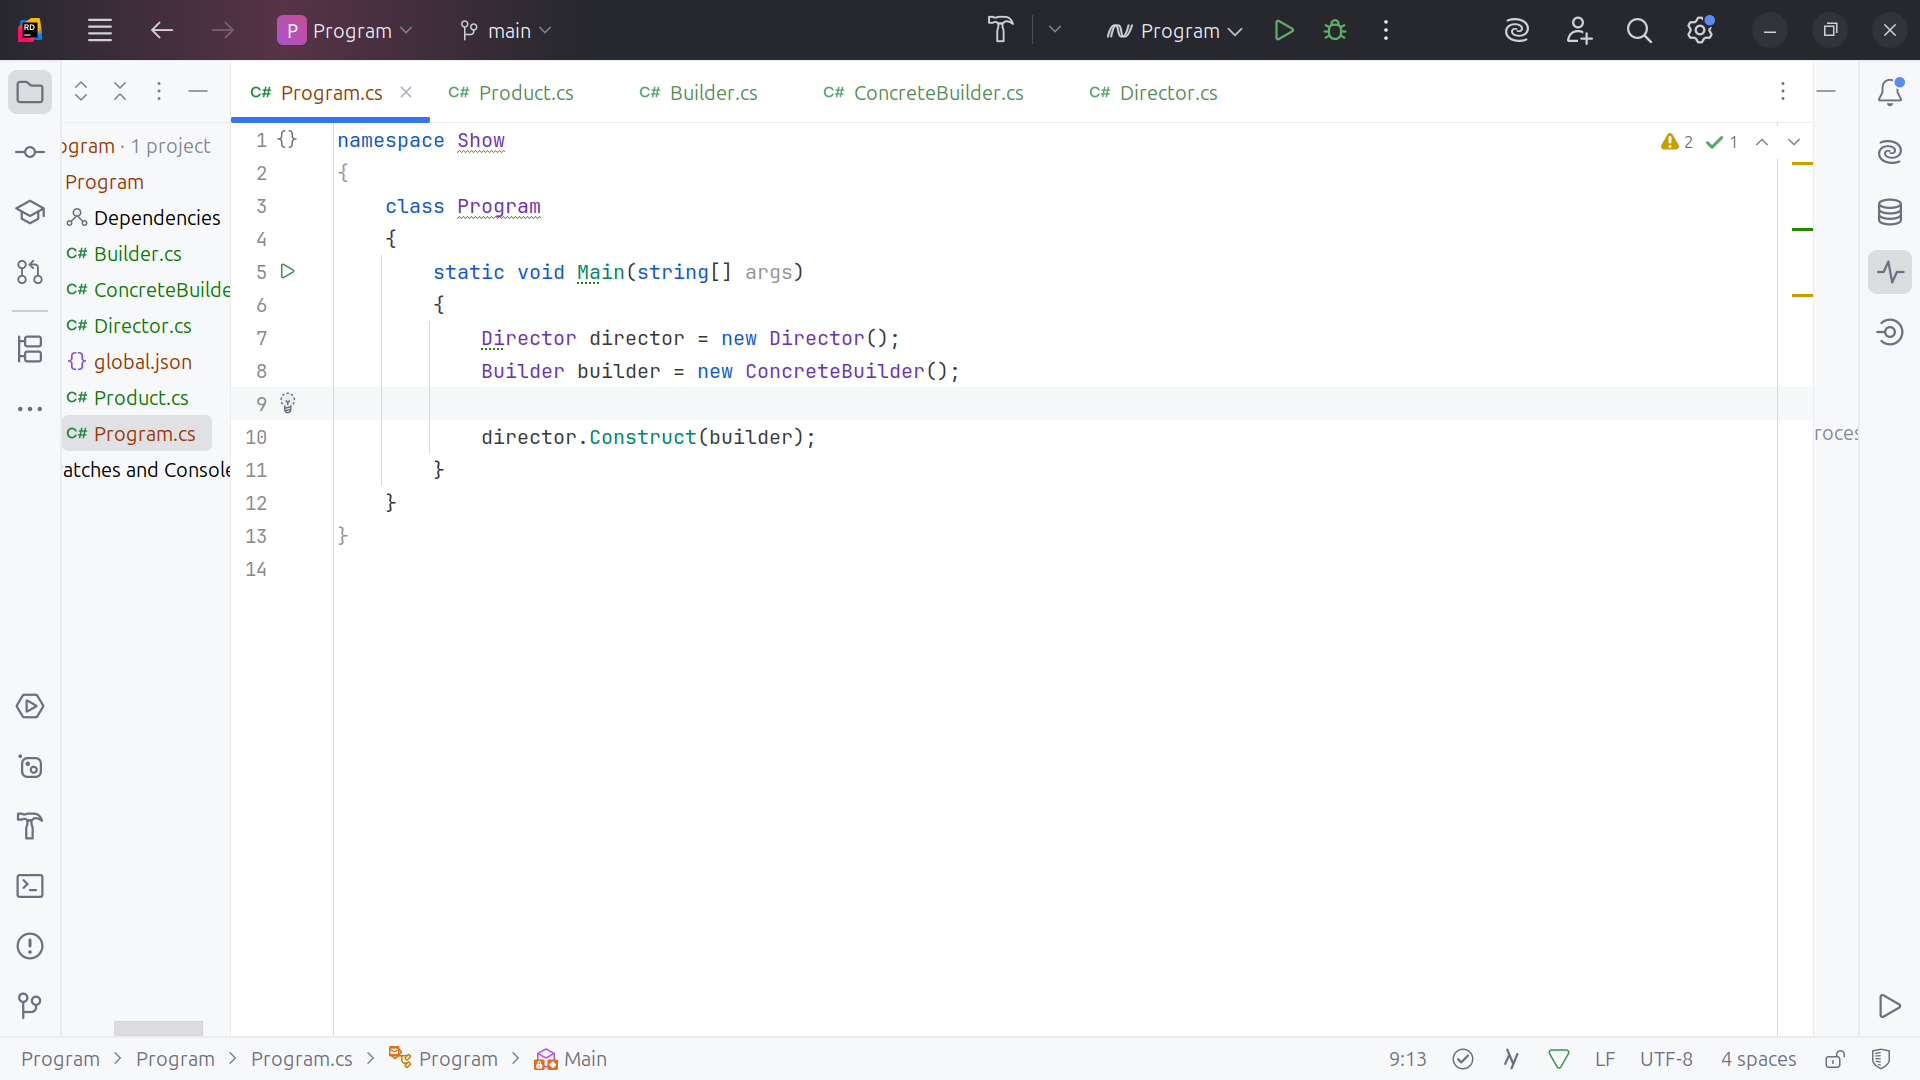 P Program main Program
Program.cs Product.cs Builder.cs ConcreteBuilder.cs Director.cs
ogram · 1 project
Program
Dependencies
C# Builder.cs
C# ConcreteBuilde
C# Director.cs
{} global.json
C# Product.cs
C# Program.cs
atches and Console
1 {} namespace Show
2 {
3 class Program
4 {
5 static void Main(string[] args)
6 {
7 Director director = new Director();
8 Builder builder = new ConcreteBuilder();
9
10 director.Construct(builder);
11 }
12 }
13 }
14
2 1
roces
Program > Program > Program.cs > Program > Main
9:13 LF UTF-8 4 spaces